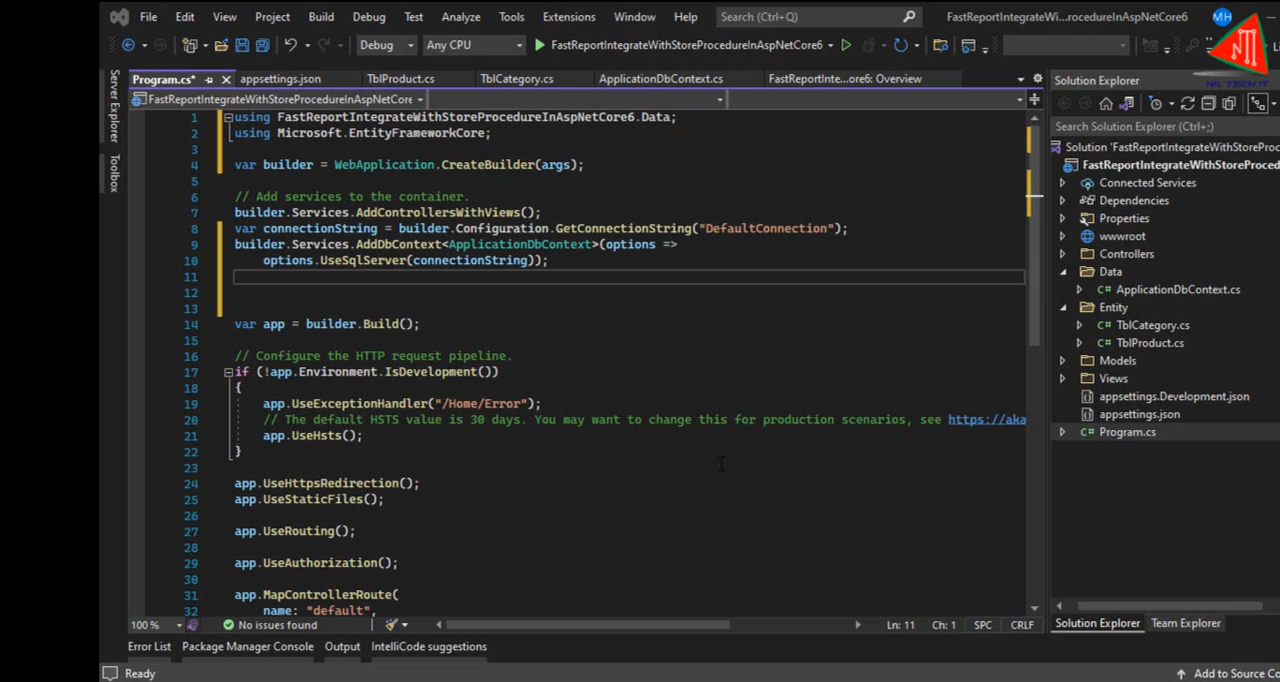 File Edit View Project Build Debug Test Analyze Tools Extensions Window Help Search (Ctrl+Q) FastReportIntegrateWi...rocedureInAspNetCore6 MH
Debug Any CPU FastReportIntegrateWithStoreProcedureInAspNetCore6
ML TECH IT
Server Explorer
Toolbox
Program.cs* appsettings.json TblProduct.cs TblCategory.cs ApplicationDbContext.cs FastReportInte...ore6: Overview
FastReportIntegrateWithStoreProcedureInAspNetCore
1 using FastReportIntegrateWithStoreProcedureInAspNetCore6.Data;
2 using Microsoft.EntityFrameworkCore;
3
4 var builder = WebApplication.CreateBuilder(args);
5
6 // Add services to the container.
7 builder.Services.AddControllersWithViews();
8 var connectionString = builder.Configuration.GetConnectionString("DefaultConnection");
9 builder.Services.AddDbContext<ApplicationDbContext>(options =>
10 options.UseSqlServer(connectionString));
11
12
13
14 var app = builder.Build();
15
16 // Configure the HTTP request pipeline.
17 if (!app.Environment.IsDevelopment())
18 {
19 app.UseExceptionHandler("/Home/Error");
20 // The default HSTS value is 30 days. You may want to change this for production scenarios, see https://aka
21 app.UseHsts();
22 }
23
24 app.UseHttpsRedirection();
25 app.UseStaticFiles();
26
27 app.UseRouting();
28
29 app.UseAuthorization();
30
31 app.MapControllerRoute(
32 name: "default",
100 % No issues found Ln: 11 Ch: 1 SPC CRLF
Error List Package Manager Console Output IntelliCode suggestions
Ready Add to Source Co
Solution Explorer
Search Solution Explorer (Ctrl+;)
Solution 'FastReportIntegrateWithStoreProce
FastReportIntegrateWithStoreProced
Connected Services
Dependencies
Properties
wwwroot
Controllers
Data
C# ApplicationDbContext.cs
Entity
C# TblCategory.cs
C# TblProduct.cs
Models
Views
appsettings.Development.json
appsettings.json
C# Program.cs
Solution Explorer Team Explorer